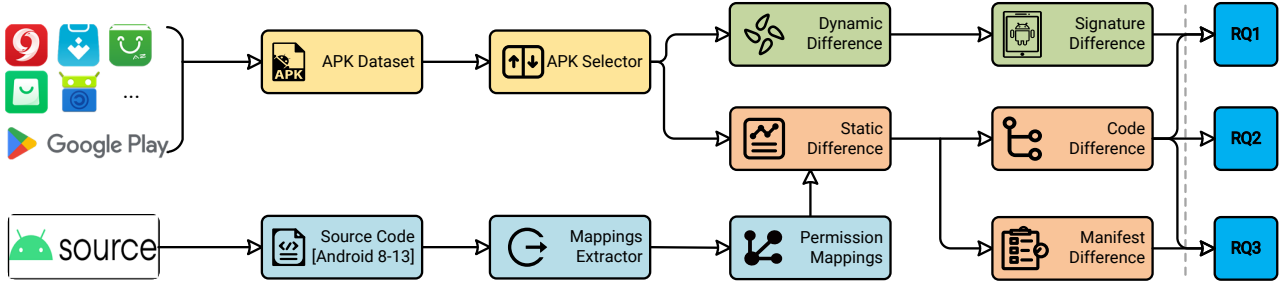 APK
APK Dataset
APK Selector
Dynamic
Difference
Signature
Difference
RQ1
...
Google Play
Static
Difference
Code
Difference
RQ2
source
Source Code
[Android 8-13]
Mappings
Extractor
Permission
Mappings
Manifest
Difference
RQ3